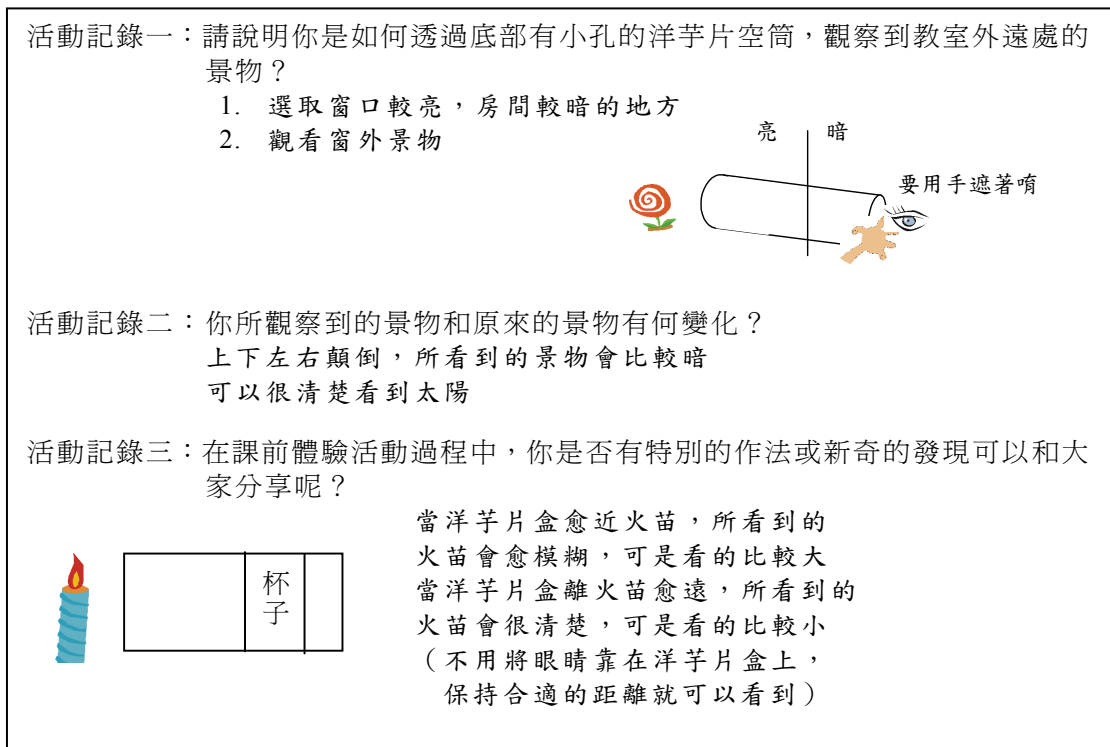 活動記錄一：請說明你是如何透過底部有小孔的洋芋片空筒，觀察到教室外遠處的
景物？
1. 選取窗口較亮，房間較暗的地方
2. 觀看窗外景物
亮 暗
要用手遮著唷
活動記錄二：你所觀察到的景物和原來的景物有何變化？
上下左右顛倒，所看到的景物會比較暗
可以很清楚看到太陽
活動記錄三：在課前體驗活動過程中，你是否有特別的作法或新奇的發現可以和大
家分享呢？
杯子
當洋芋片盒愈近火苗，所看到的
火苗會愈模糊，可是看的比較大
當洋芋片盒離火苗愈遠，所看到的
火苗會很清楚，可是看的比較小
（不用將眼睛靠在洋芋片盒上，
保持合適的距離就可以看到）